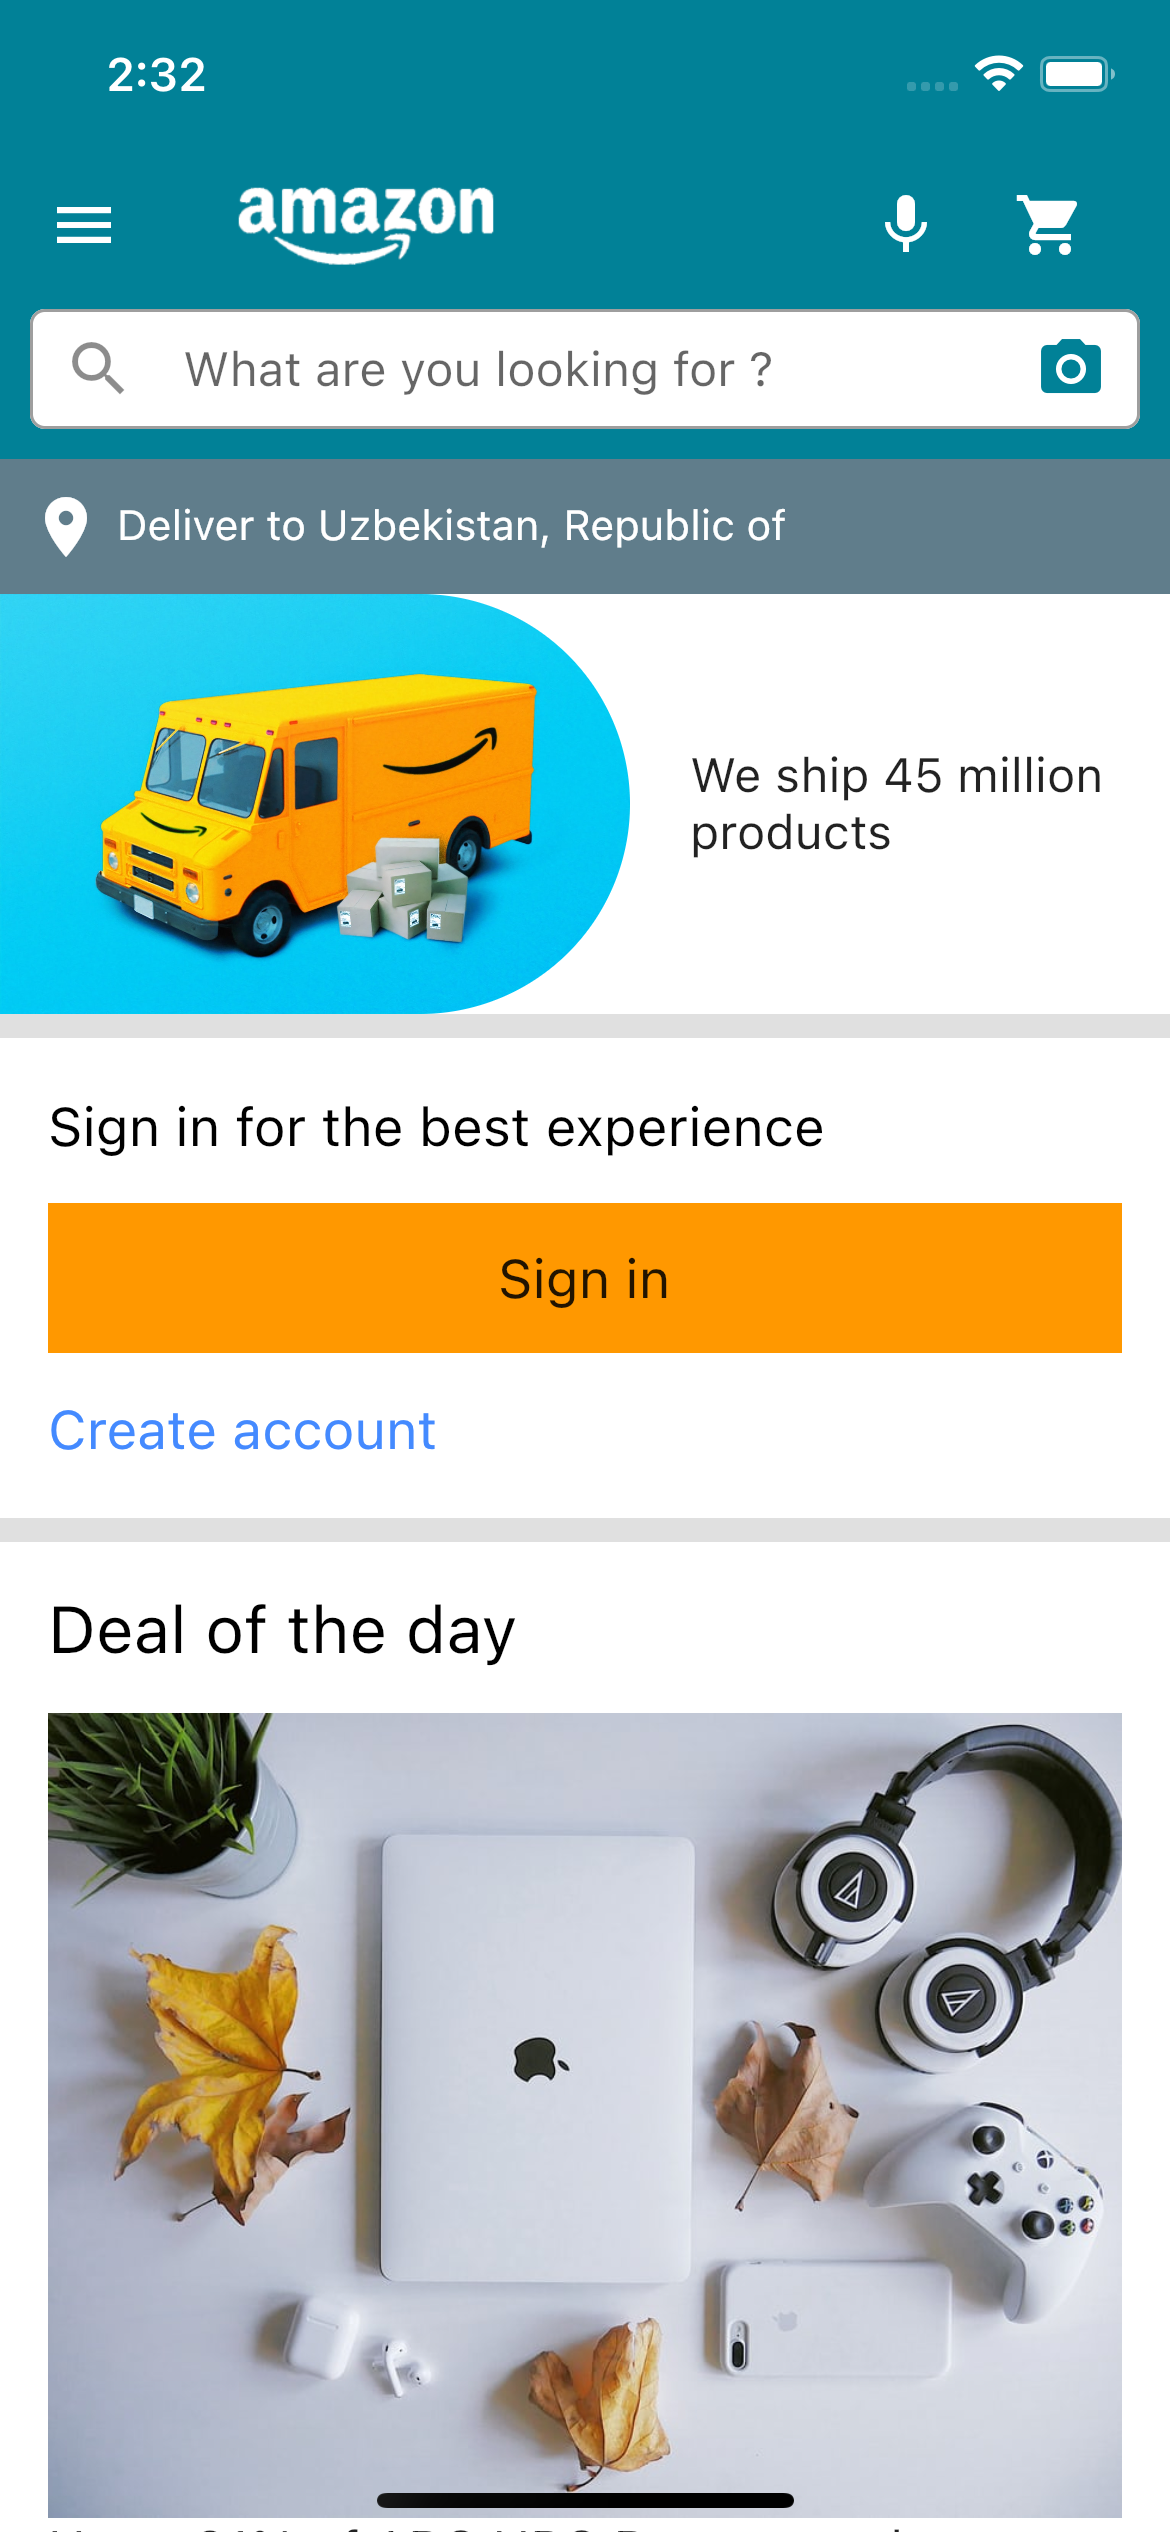 2:32
amazon
What are you looking for ?
Deliver to Uzbekistan, Republic of
We ship 45 million
products
Sign in for the best experience
Sign in
Create account
Deal of the day